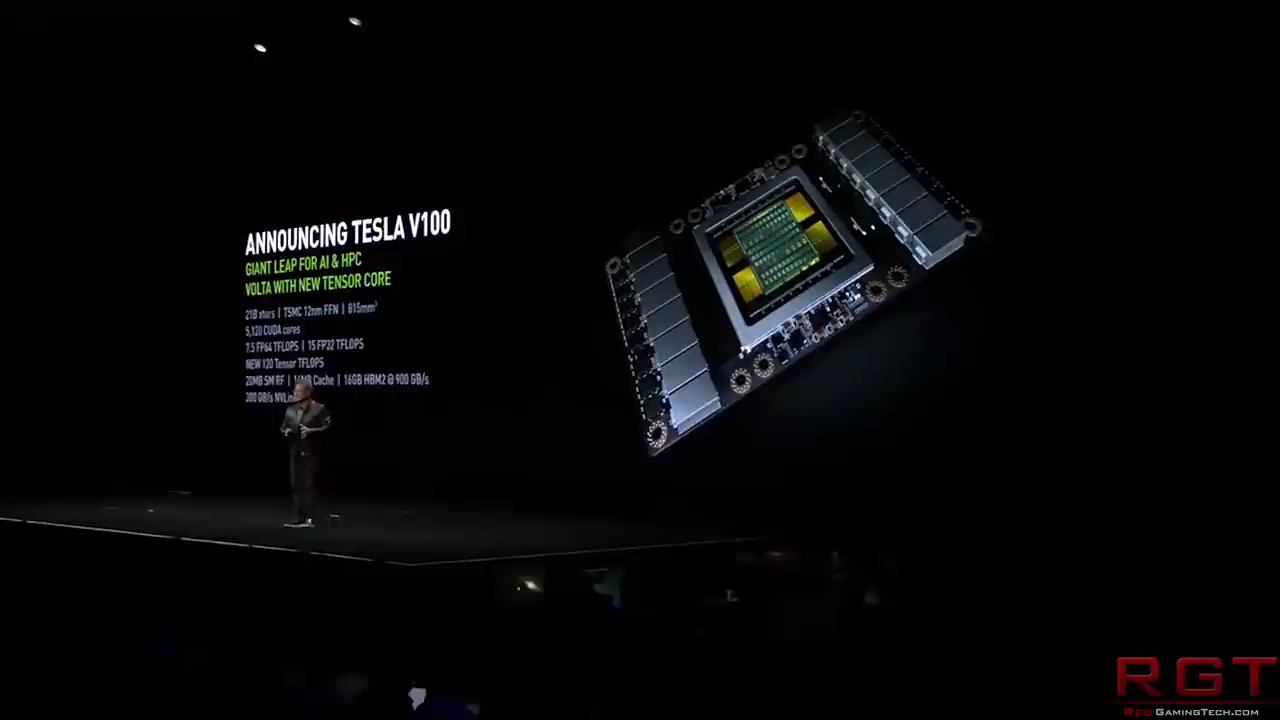 ANNOUNCING TESLA V100
GIANT LEAP FOR AI & HPC
VOLTA WITH NEW TENSOR CORE
21B xtors | TSMC 12nm FFN | 815mm²
5,120 CUDA cores
7.5 FP64 TFLOPS | 15 FP32 TFLOPS
NEW 120 Tensor TFLOPS
20MB SM RF | Cache | 16GB HBM2 @ 900 GB/s
300 GB/s
RGT
RED GAMINGTECH.COM